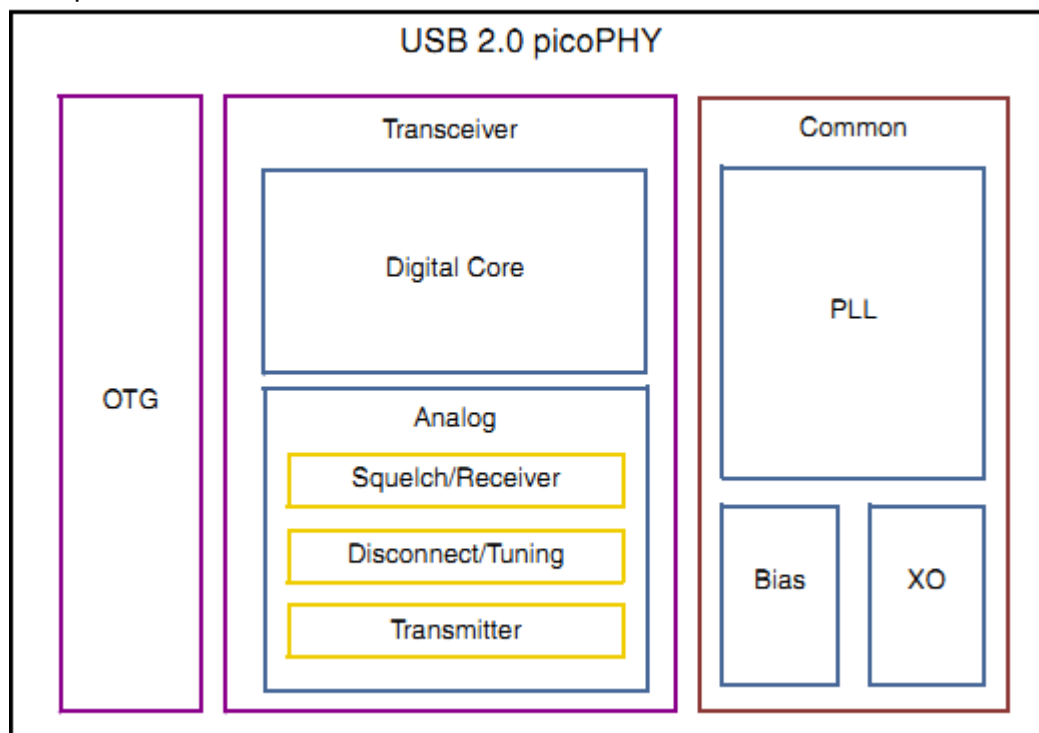 USB 2.0 picoPHY
OTG
Transceiver
Digital Core
Analog
Squelch/Receiver
Disconnect/Tuning
Transmitter
Common
PLL
Bias
XO